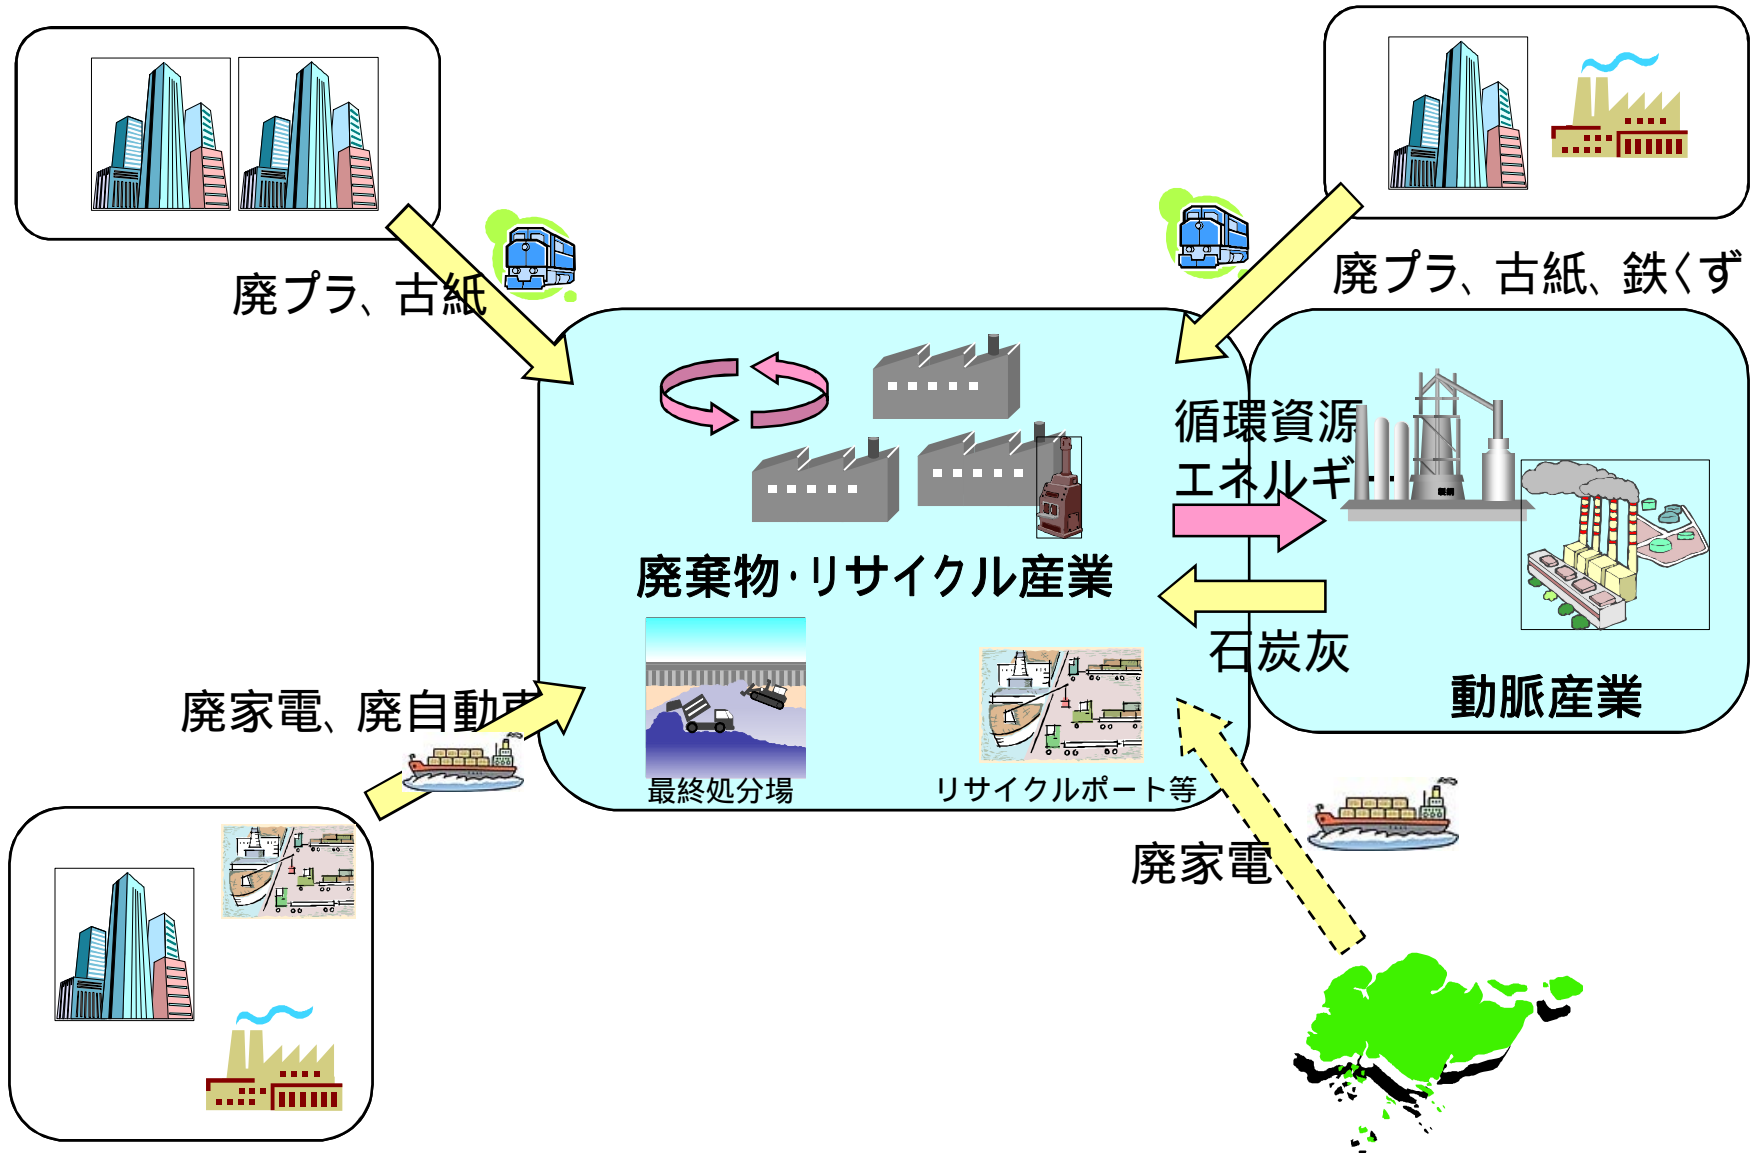 廃プラ、古紙
廃プラ、古紙、鉄くず
循環資源
エネルギ
廃棄物・リサイクル産業
石炭灰
動脈産業
廃家電、廃自動車
最終処分場
リサイクルポート等
廃家電